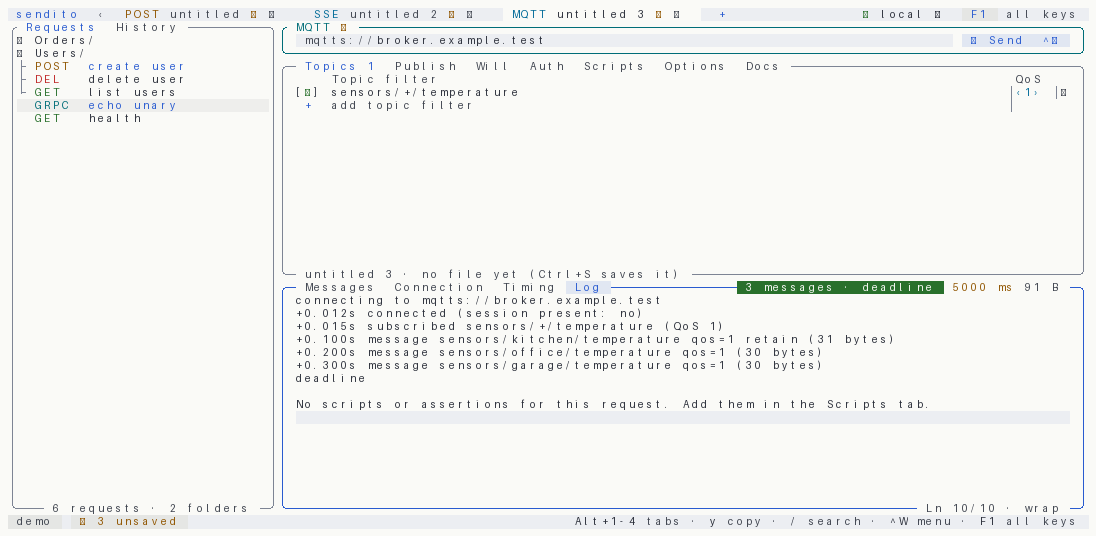 sendito ‹ POST untitled SSE untitled 2 MQTT untitled 3 + local F1 all keys
Requests History
Orders/
Users/
POST create user
DEL delete user
GET list users
GRPC echo unary
GET health
6 requests · 2 folders
MQTT
mqtts://broker.example.test Send ^
Topics 1 Publish Will Auth Scripts Options Docs
Topic filter QoS
[ ] sensors/+/temperature ‹1›
+ add topic filter
untitled 3 · no file yet (Ctrl+S saves it)
Messages Connection Timing Log 3 messages · deadline 5000 ms 91 B
connecting to mqtts://broker.example.test
+0.012s connected (session present: no)
+0.015s subscribed sensors/+/temperature (QoS 1)
+0.100s message sensors/kitchen/temperature qos=1 retain (31 bytes)
+0.200s message sensors/office/temperature qos=1 (30 bytes)
+0.300s message sensors/garage/temperature qos=1 (30 bytes)
deadline
No scripts or assertions for this request. Add them in the Scripts tab.
Ln 10/10 · wrap
demo 3 unsaved Alt+1-4 tabs · y copy · / search · ^W menu · F1 all keys